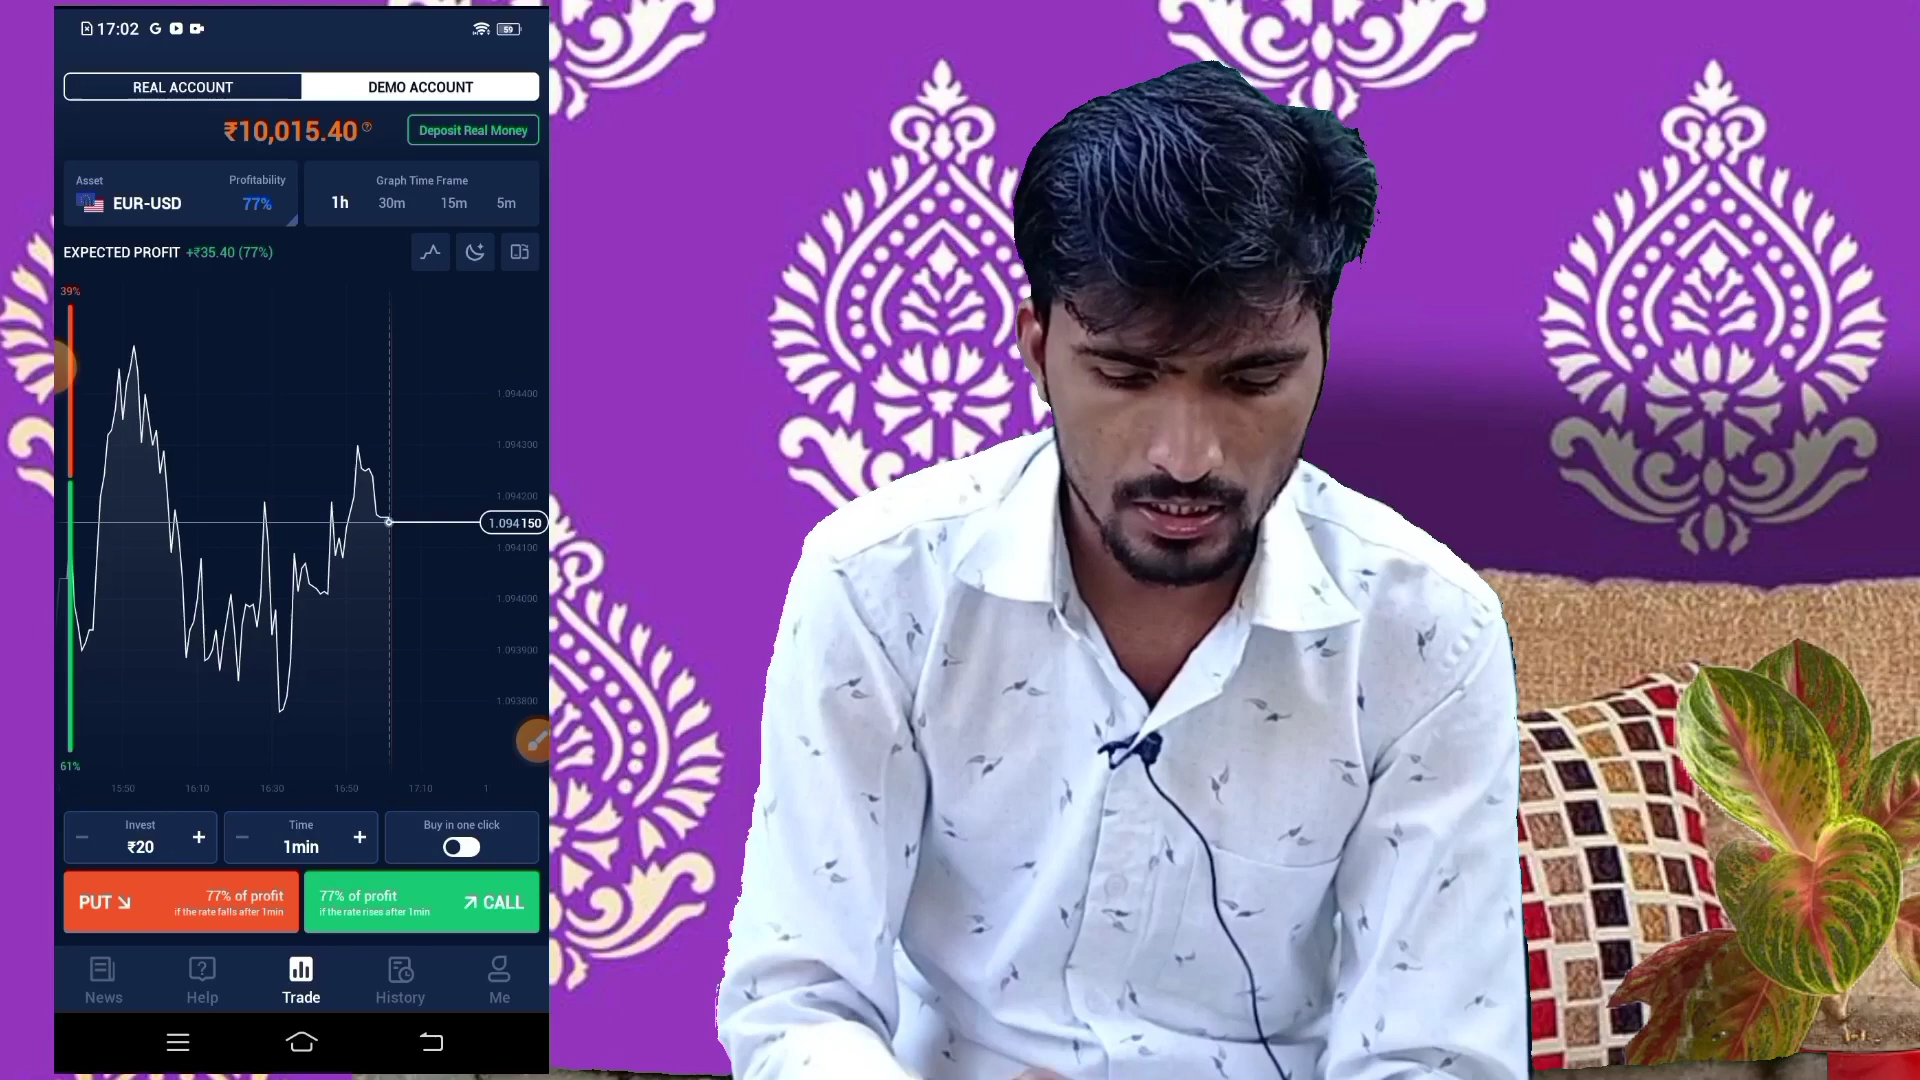 17:02
59
REAL ACCOUNT
DEMO ACCOUNT
₹10,015.40
Deposit Real Money
Asset
Profitability
EUR-USD
77%
Graph Time Frame
1h 30m 15m 5m
EXPECTED PROFIT +₹35.40 (77%)
39%
1.094400
1.094300
1.094200
1.094150
1.094100
1.094000
1.093900
1.093800
61%
15:50 16:10 16:30 16:50 17:10 1
Invest
− ₹20 +
Time
− 1min +
Buy in one click
PUT
77% of profit
if the rate falls after 1min
77% of profit
if the rate rises after 1min
CALL
News Help Trade History Me